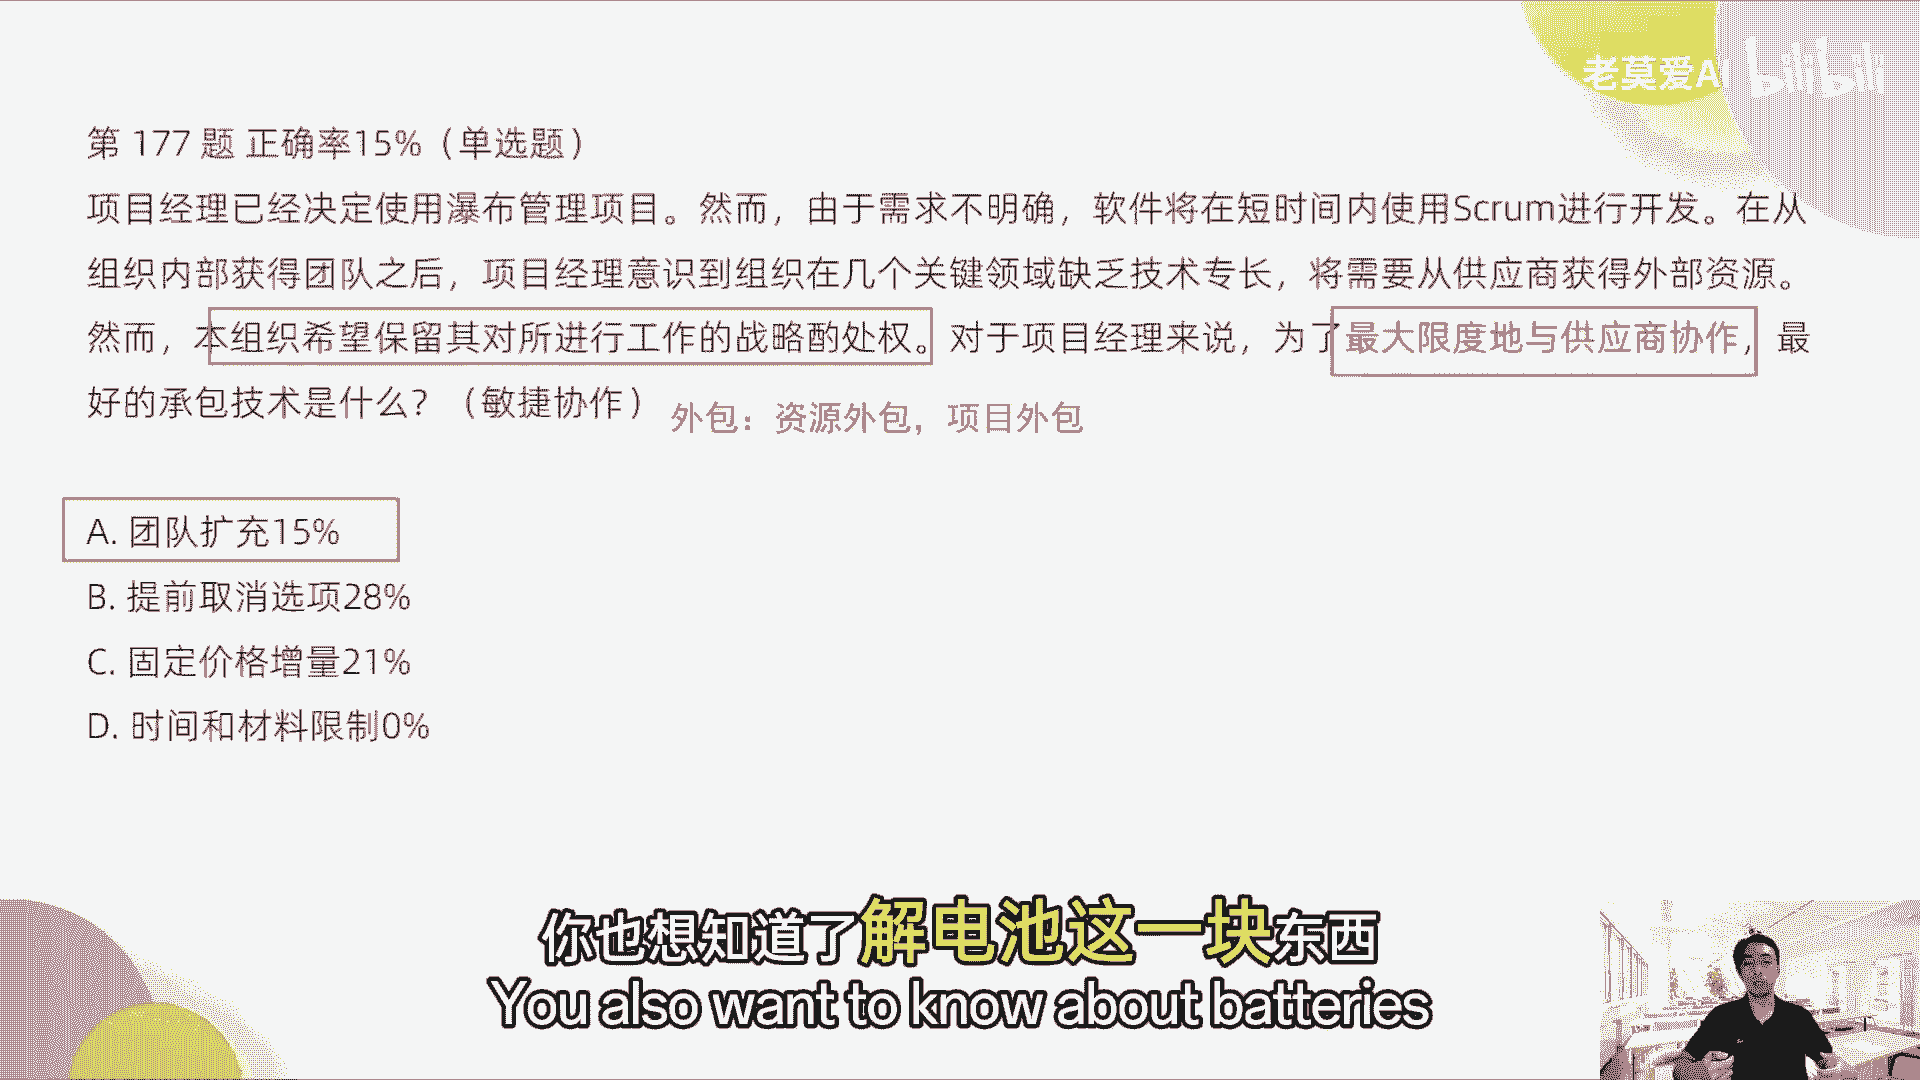 老莫爱AI bilibili
第 177 题 正确率15%（单选题）
项目经理已经决定使用瀑布管理项目。然而，由于需求不明确，软件将在短时间内使用Scrum进行开发。在从
组织内部获得团队之后，项目经理意识到组织在几个关键领域缺乏技术专长，将需要从供应商获得外部资源。
然而，本组织希望保留其对所进行工作的战略酌处权。对于项目经理来说，为了最大限度地与供应商协作，最
好的承包技术是什么？（敏捷协作）
外包：资源外包，项目外包
A. 团队扩充15%
B. 提前取消选项28%
C. 固定价格增量21%
D. 时间和材料限制0%
你也想知道了解电池这一块东西
You also want to know about batteries